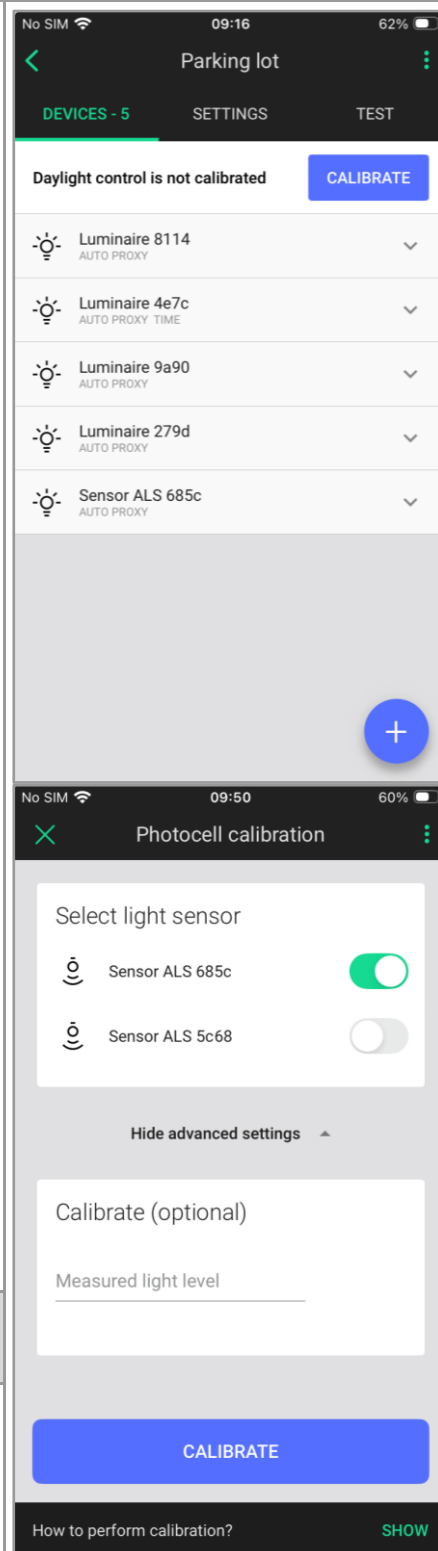 No SIM 09:16 62%
Parking lot
DEVICES - 5 SETTINGS TEST
Daylight control is not calibrated CALIBRATE
Luminaire 8114
AUTO PROXY
Luminaire 4e7c
AUTO PROXY TIME
Luminaire 9a90
AUTO PROXY
Luminaire 279d
AUTO PROXY
Sensor ALS 685c
AUTO PROXY
No SIM 09:50 60%
Photocell calibration
Select light sensor
Sensor ALS 685c
Sensor ALS 5c68
Hide advanced settings
Calibrate (optional)
Measured light level
CALIBRATE
How to perform calibration? SHOW